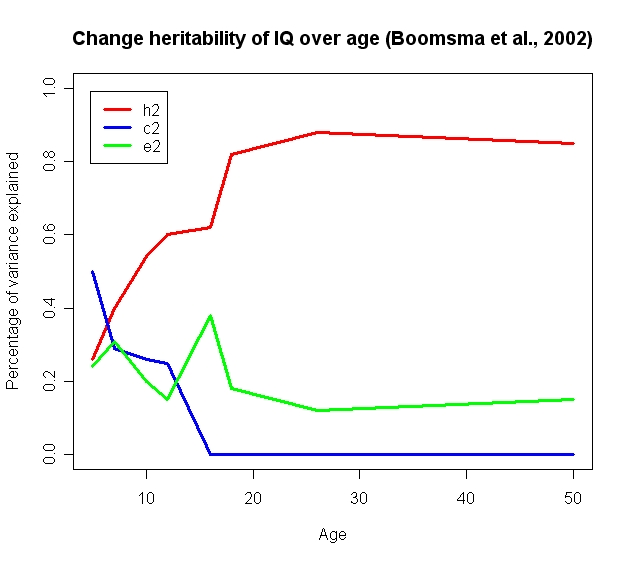 Change heritability of IQ over age (Boomsma et al., 2002)
h2
c2
e2
Percentage of variance explained
1.0
0.8
0.6
0.4
0.2
0.0
10 20 30 40 50
Age